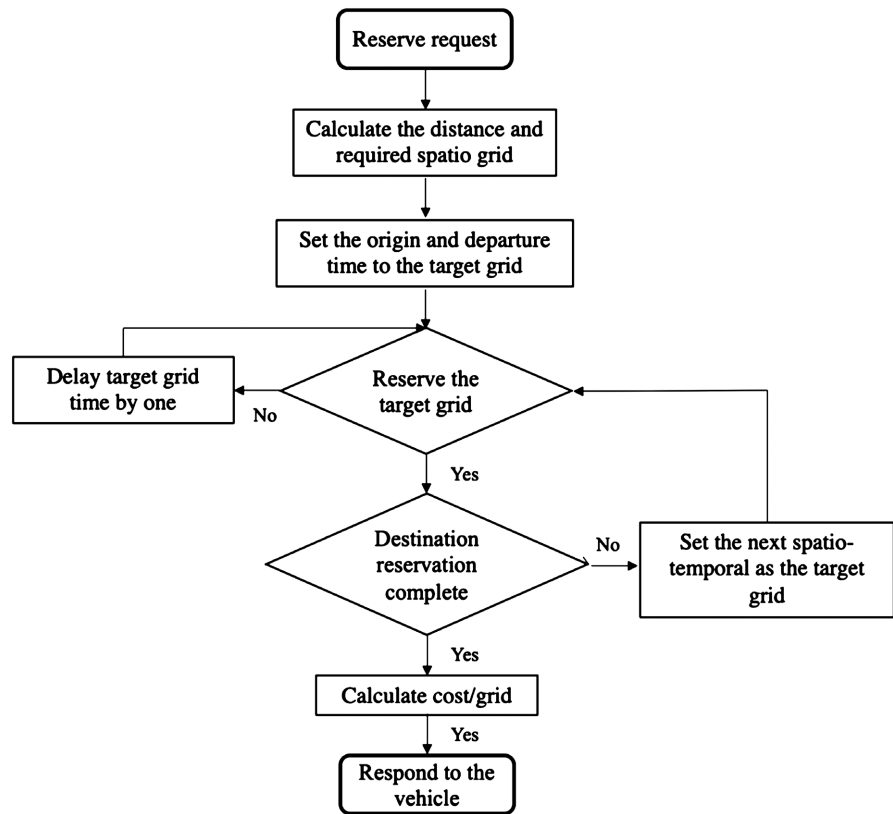 Reserve request
Calculate the distance and
required spatio grid
Set the origin and departure
time to the target grid
Delay target grid
time by one
No
Reserve the
target grid
Yes
Destination
reservation
complete
No
Set the next spatio-
temporal as the target
grid
Yes
Calculate cost/grid
Yes
Respond to the
vehicle